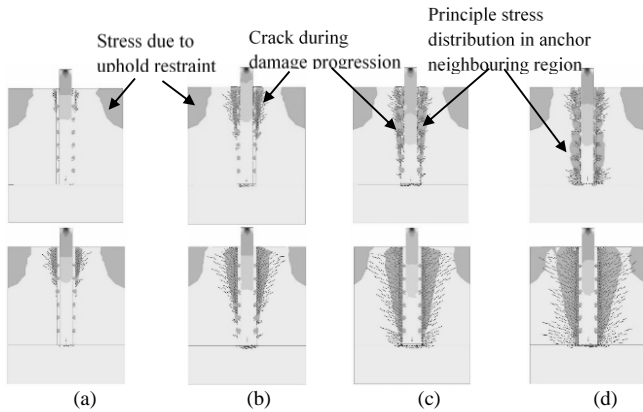 Stress due to
uphold restraint
Crack during
damage progression
Principle stress
distribution in anchor
neighbouring region
(a)
(b)
(c)
(d)